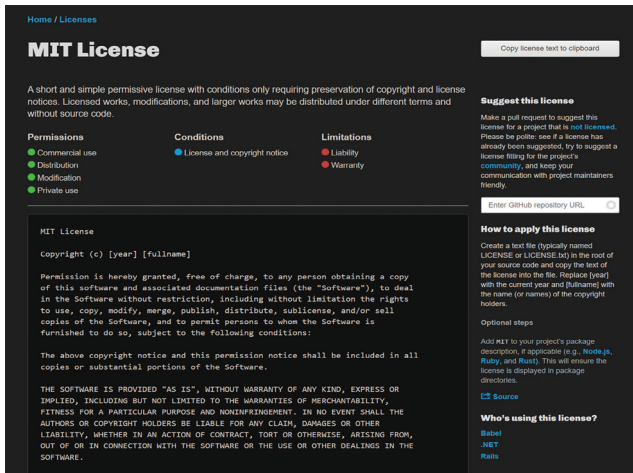 Home / Licenses
MIT License
A short and simple permissive license with conditions only requiring preservation of copyright and license
notices. Licensed works, modifications, and larger works may be distributed under different terms and
without source code.
Permissions
Commercial use
Distribution
Modification
Private use
Conditions
License and copyright notice
Limitations
Liability
Warranty
MIT License
Copyright (c) [year] [fullname]
Permission is hereby granted, free of charge, to any person obtaining a copy
of this software and associated documentation files (the "Software"), to deal
in the Software without restriction, including without limitation the rights
to use, copy, modify, merge, publish, distribute, sublicense, and/or sell
copies of the Software, and to permit persons to whom the Software is
furnished to do so, subject to the following conditions:
The above copyright notice and this permission notice shall be included in all
copies or substantial portions of the Software.
THE SOFTWARE IS PROVIDED "AS IS", WITHOUT WARRANTY OF ANY KIND, EXPRESS OR
IMPLIED, INCLUDING BUT NOT LIMITED TO THE WARRANTIES OF MERCHANTABILITY,
FITNESS FOR A PARTICULAR PURPOSE AND NONINFRINGEMENT. IN NO EVENT SHALL THE
AUTHORS OR COPYRIGHT HOLDERS BE LIABLE FOR ANY CLAIM, DAMAGES OR OTHER
LIABILITY, WHETHER IN AN ACTION OF CONTRACT, TORT OR OTHERWISE, ARISING FROM,
OUT OF OR IN CONNECTION WITH THE SOFTWARE OR THE USE OR OTHER DEALINGS IN THE
SOFTWARE.
Copy license text to clipboard
Suggest this license
Make a pull request to suggest this
license for a project that is not licensed.
Please be polite: see if a license has
already been suggested, try to suggest a
license fitting for the project's
community, and keep your
communication with project maintainers
friendly.
Enter GitHub repository URL
How to apply this license
Create a text file (typically named
LICENSE or LICENSE.txt) in the root of
your source code and copy the text of
the license into the file. Replace [year]
with the current year and [fullname] with
the name (or names) of the copyright
holders.
Optional steps
Add MIT to your project's package
description, if applicable (e.g., Node.js,
Ruby, and Rust). This will ensure the
license is displayed in package
directories.
Source
Who's using this license?
Babel
.NET
Rails